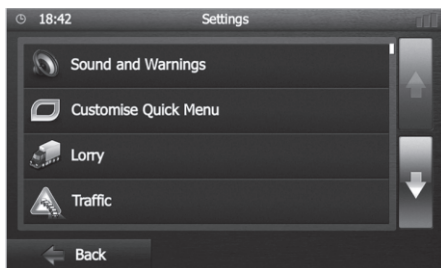 18:42 Settings
Sound and Warnings
Customise Quick Menu
Lorry
Traffic
Back